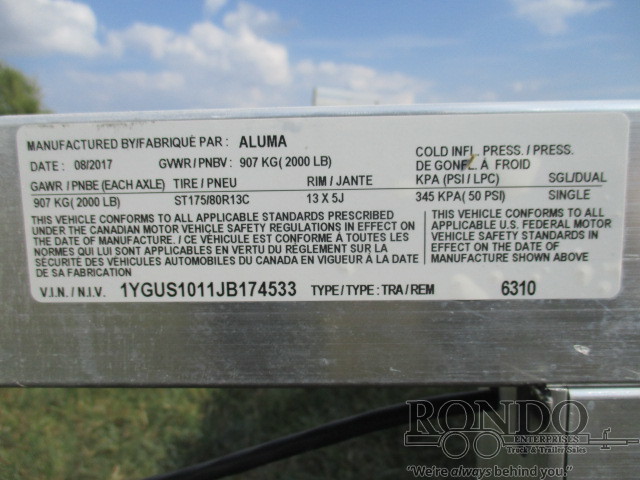 MANUFACTURED BY/FABRIQUÉ PAR : ALUMA
DATE : 08/2017 GVWR / PNBV : 907 KG( 2000 LB)
COLD INFL. PRESS. / PRESS.
DE GONFL. À FROID
GAWR / PNBE (EACH AXLE) TIRE / PNEU RIM / JANTE KPA (PSI / LPC) SGL/DUAL
907 KG( 2000 LB) ST175/80R13C 13 X 5J 345 KPA( 50 PSI) SINGLE
THIS VEHICLE CONFORMS TO ALL APPLICABLE STANDARDS PRESCRIBED
UNDER THE CANADIAN MOTOR VEHICLE SAFETY REGULATIONS IN EFFECT ON
THE DATE OF MANUFACTURE. / CE VÉHICULE EST CONFORME À TOUTES LES
NORMES QUI LUI SONT APPLICABLES EN VERTU DU RÈGLEMENT SUR LA
SÉCURITÉ DES VÉHICULES AUTOMOBILES DU CANADA EN VIGUEUR À LA DATE
DE SA FABRICATION
THIS VEHICLE CONFORMS TO ALL
APPLICABLE U.S. FEDERAL MOTOR
VEHICLE SAFETY STANDARDS IN
EFFECT ON THE DATE OF
MANUFACTURE SHOWN ABOVE
V.I.N. / N.I.V. 1YGUS1011JB174533 TYPE / TYPE : TRA / REM 6310
RONDO
ENTERPRISES
Truck & Trailer Sales
"We're always behind you."